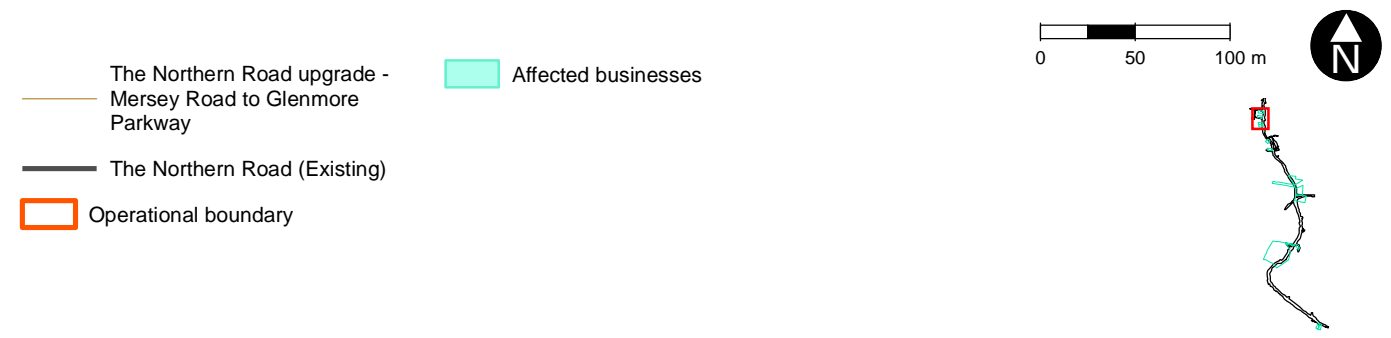 The Northern Road upgrade -
Mersey Road to Glenmore
Parkway
The Northern Road (Existing)
Operational boundary
Affected businesses
0 50 100 m
N